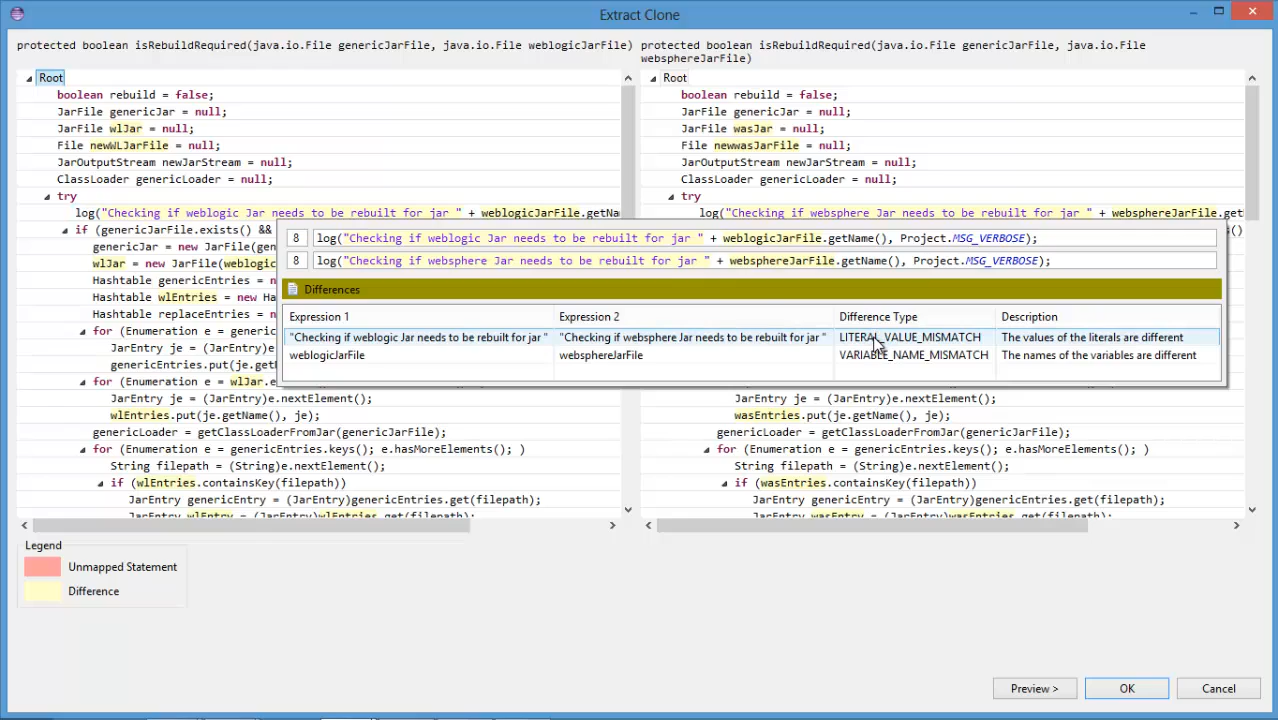 Extract Clone
protected boolean isRebuildRequired(java.io.File genericJarFile, java.io.File weblogicJarFile)
protected boolean isRebuildRequired(java.io.File genericJarFile, java.io.File
websphereJarFile)
Root
boolean rebuild = false;
JarFile genericJar = null;
JarFile wlJar = null;
File newWLJarFile = null;
JarOutputStream newJarStream = null;
ClassLoader genericLoader = null;
try
log("Checking if weblogic Jar needs to be rebuilt for jar " + weblogicJarFile.getNa
if (genericJarFile.exists() &&
genericJar = new JarFile(gen
wlJar = new JarFile(weblogic
Hashtable genericEntries =
Hashtable wlEntries = new Ha
Hashtable replaceEntries =
for (Enumeration e = generic
JarEntry je = (JarEntry)
genericEntries.put(je.ge
for (Enumeration e = wlJar.e
JarEntry je = (JarEntry)e.nextElement();
wlEntries.put(je.getName(), je);
genericLoader = getClassLoaderFromJar(genericJarFile);
for (Enumeration e = genericEntries.keys(); e.hasMoreElements(); )
String filepath = (String)e.nextElement();
if (wlEntries.containsKey(filepath))
JarEntry genericEntry = (JarEntry)genericEntries.get(filepath);
JarEntry wlEntry = (JarEntry)wlEntries.get(filepath);
Root
boolean rebuild = false;
JarFile genericJar = null;
JarFile wasJar = null;
File newwasJarFile = null;
JarOutputStream newJarStream = null;
ClassLoader genericLoader = null;
try
log("Checking if websphere Jar needs to be rebuilt for jar " + websphereJarFile.get
()
JarEntry je = (JarEntry)e.nextElement();
wasEntries.put(je.getName(), je);
genericLoader = getClassLoaderFromJar(genericJarFile);
for (Enumeration e = genericEntries.keys(); e.hasMoreElements(); )
String filepath = (String)e.nextElement();
if (wasEntries.containsKey(filepath))
JarEntry genericEntry = (JarEntry)genericEntries.get(filepath);
JarEntry wasEntry = (JarEntry)wasEntries.get(filepath);
8 log("Checking if weblogic Jar needs to be rebuilt for jar " + weblogicJarFile.getName(), Project.MSG_VERBOSE);
8 log("Checking if websphere Jar needs to be rebuilt for jar " + websphereJarFile.getName(), Project.MSG_VERBOSE);
Differences
Expression 1 Expression 2 Difference Type Description
"Checking if weblogic Jar needs to be rebuilt for jar " "Checking if websphere Jar needs to be rebuilt for jar " LITERAL_VALUE_MISMATCH The values of the literals are different
weblogicJarFile websphereJarFile VARIABLE_NAME_MISMATCH The names of the variables are different
Legend
Unmapped Statement
Difference
Preview >
OK
Cancel